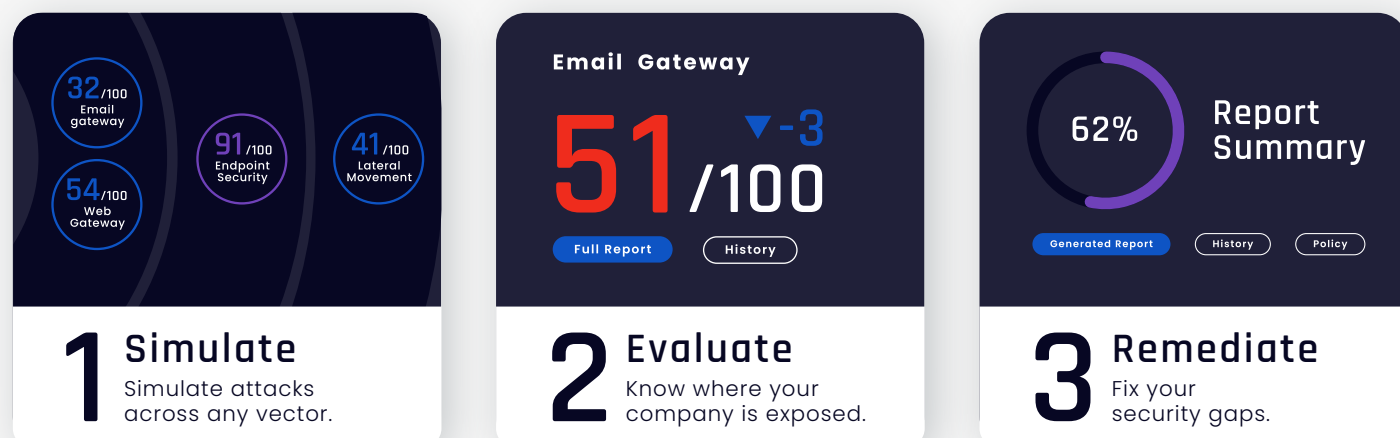 32/100
Email
gateway
54/100
Web
Gateway
91/100
Endpoint
Security
41/100
Lateral
Movement
1
Simulate
Simulate attacks
across any vector.
Email Gateway
51/100
▼-3
Full Report
History
2
Evaluate
Know where your
company is exposed.
62%
Report
Summary
Generated Report
History
Policy
3
Remediate
Fix your
security gaps.